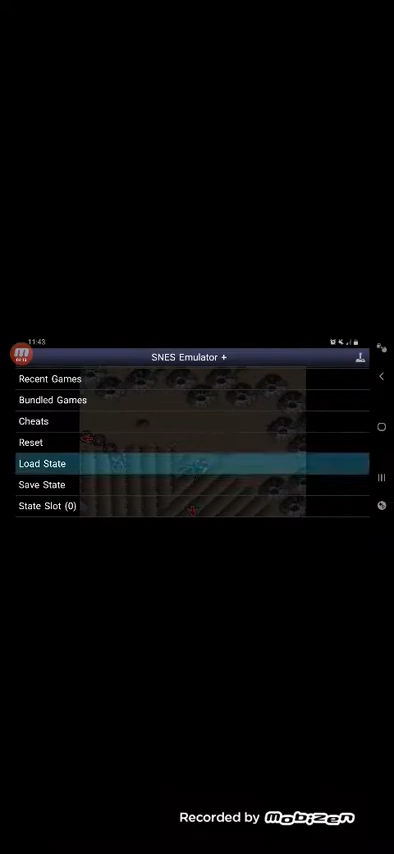 11:43
SNES Emulator +
Recent Games
Bundled Games
Cheats
Reset
Load State
Save State
State Slot (0)
Recorded by MOBIZEN